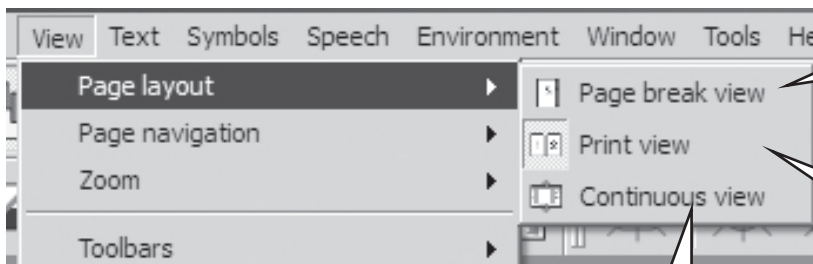 View Text Symbols Speech Environment Window Tools He
Page layout
Page break view
Page navigation
Print view
Zoom
Continuous view
Toolbars